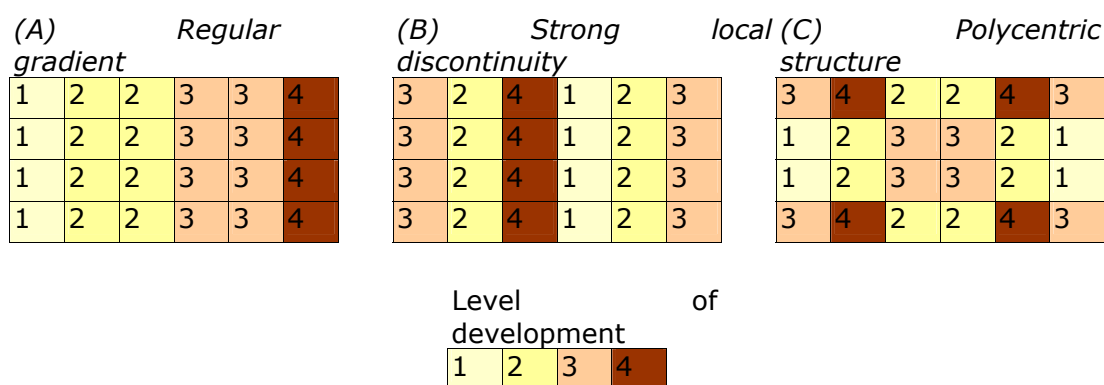 (A) Regular gradient
1 2 2 3 3 4
1 2 2 3 3 4
1 2 2 3 3 4
1 2 2 3 3 4
(B) Strong local discontinuity
3 2 4 1 2 3
3 2 4 1 2 3
3 2 4 1 2 3
3 2 4 1 2 3
(C) Polycentric structure
3 4 2 2 4 3
1 2 3 3 2 1
1 2 3 3 2 1
3 4 2 2 4 3
Level of
development
1 2 3 4